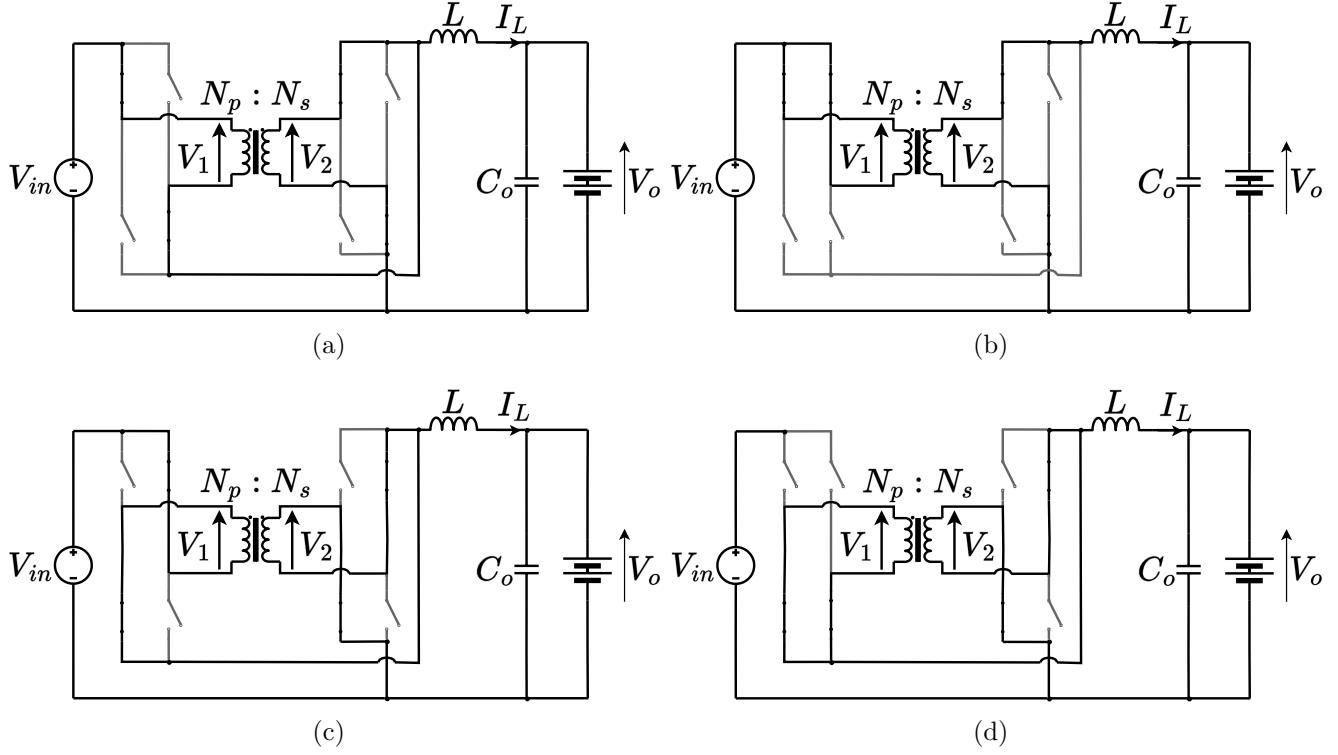 L I_L
N_p : N_s
V_in + - V_1 V_2 C_o V_o
(a)
L I_L
N_p : N_s
V_in + - V_1 V_2 C_o V_o
(b)
L I_L
N_p : N_s
V_in + - V_1 V_2 C_o V_o
(c)
L I_L
N_p : N_s
V_in + - V_1 V_2 C_o V_o
(d)